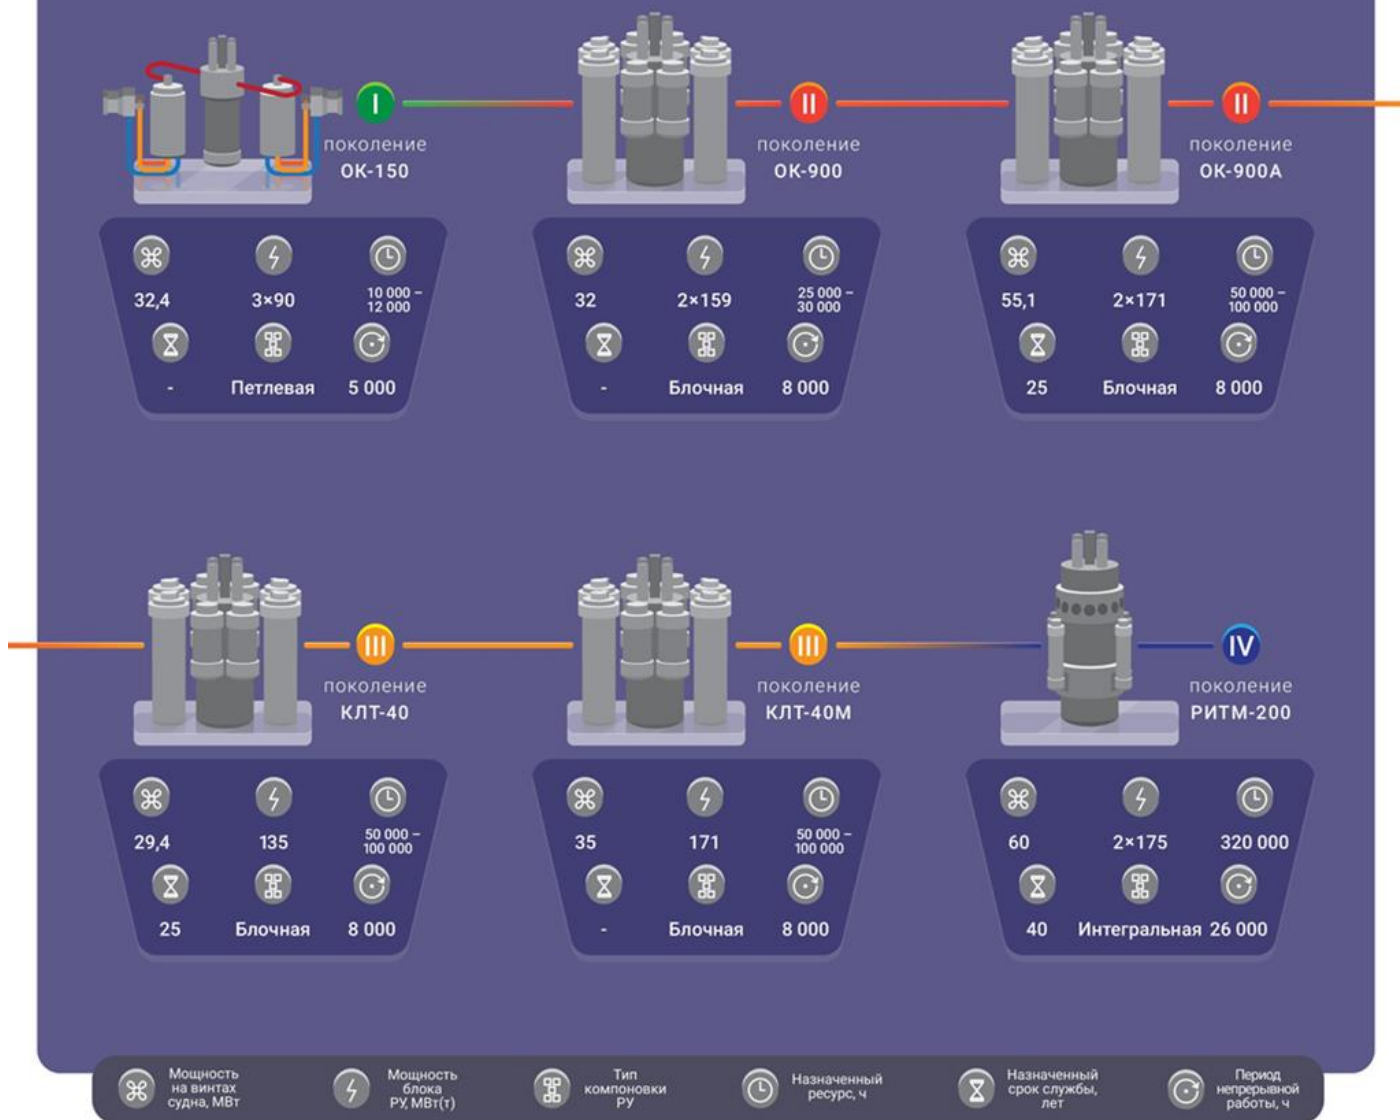 I
поколение
ОК-150
II
поколение
ОК-900
II
поколение
ОК-900А
32,4
3×90
10 000 –
12 000
-
Петлевая
5 000
32
2×159
25 000 –
30 000
-
Блочная
8 000
55,1
2×171
50 000 –
100 000
25
Блочная
8 000
III
поколение
КЛТ-40
III
поколение
КЛТ-40М
IV
поколение
РИТМ-200
29,4
135
50 000 –
100 000
25
Блочная
8 000
35
171
50 000 –
100 000
-
Блочная
8 000
60
2×175
320 000
40
Интегральная
26 000
Мощность
на винтах
судна, МВт
Мощность
блока
РУ, МВт(т)
Тип
компоновки
РУ
Назначенный
ресурс, ч
Назначенный
срок службы,
лет
Период
непрерывной
работы, ч